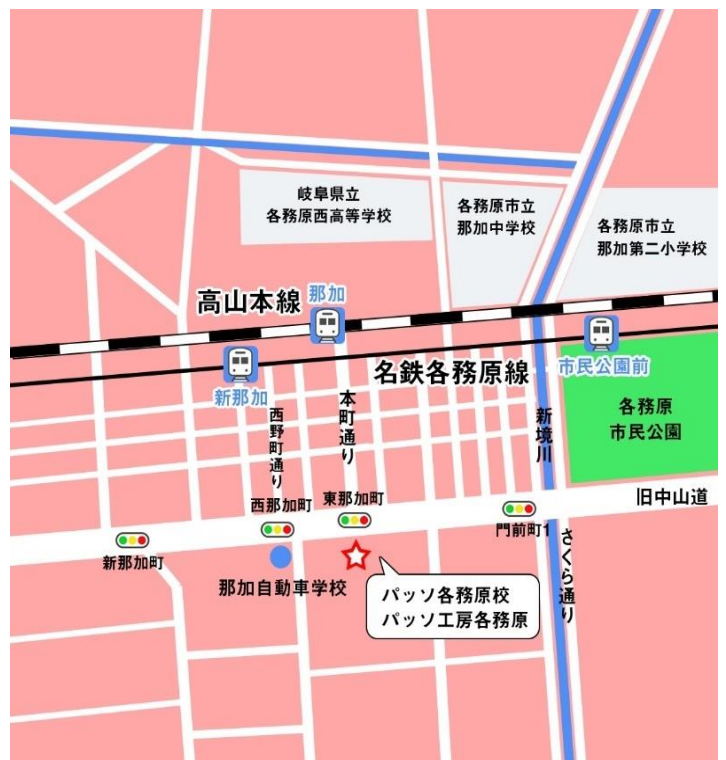 岐阜県立
各務原西高等学校
各務原市立
那加中学校
各務原市立
那加第二小学校
高山本線
那加
新那加
名鉄各務原線
市民公園前
西野町通り
本町通り
新境川
各務原
市民公園
西那加町
東那加町
門前町1
旧中山道
新那加町
那加自動車学校
さくら通り
パッソ各務原校
パッソ工房各務原